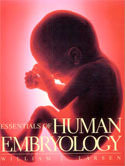 ESSENTIALS OF
HUMAN
EMBRYOLOGY
WILLIAM J. LARSEN